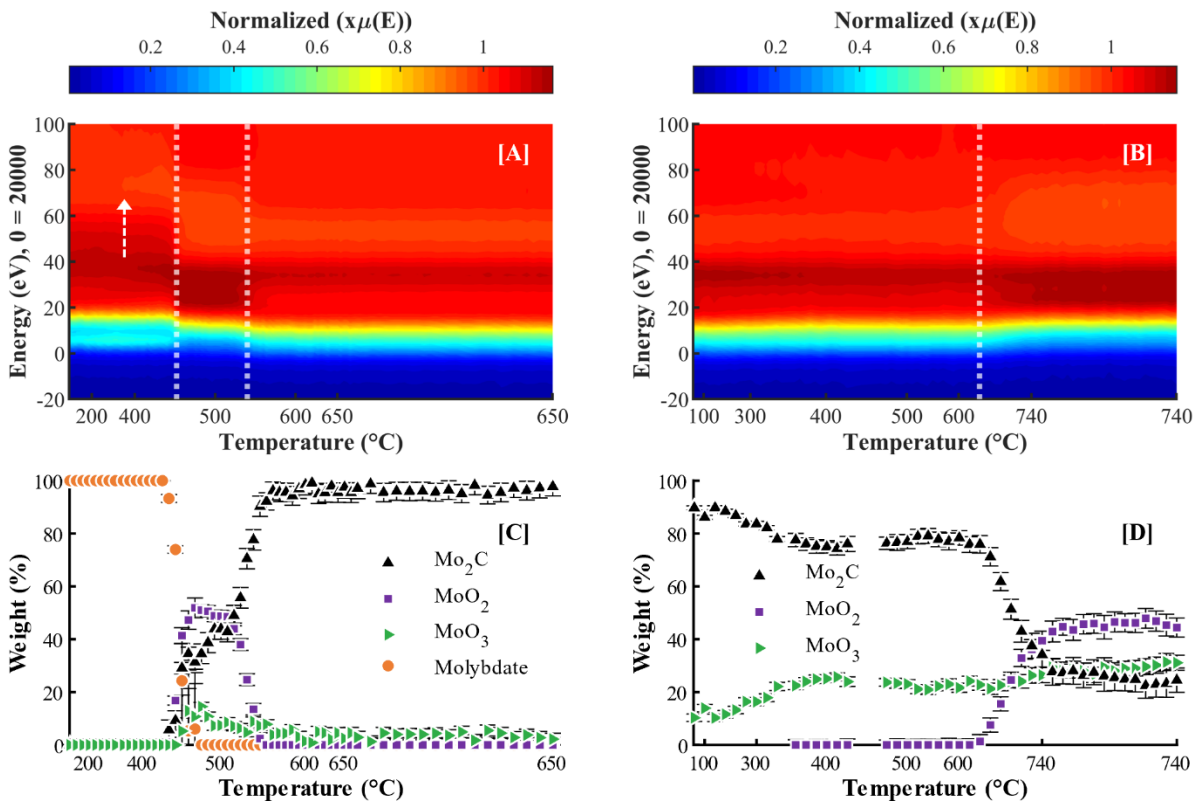 Normalized (xμ(E))
0.2 0.4 0.6 0.8 1
100
80
60
40
20
0
-20
[A]
Energy (eV), 0 = 20000
200 400 500 600 650 650
Temperature (°C)
Normalized (xμ(E))
0.2 0.4 0.6 0.8 1
100
80
60
40
20
0
-20
[B]
Energy (eV), 0 = 20000
100 300 400 500 600 740 740
Temperature (°C)
100
80
60
40
20
0
[C]
Mo₂C
MoO₂
MoO₃
Molybdate
Weight (%)
200 400 500 600 650 650
Temperature (°C)
100
80
60
40
20
0
[D]
Mo₂C
MoO₂
MoO₃
Weight (%)
100 300 400 500 600 740 740
Temperature (°C)